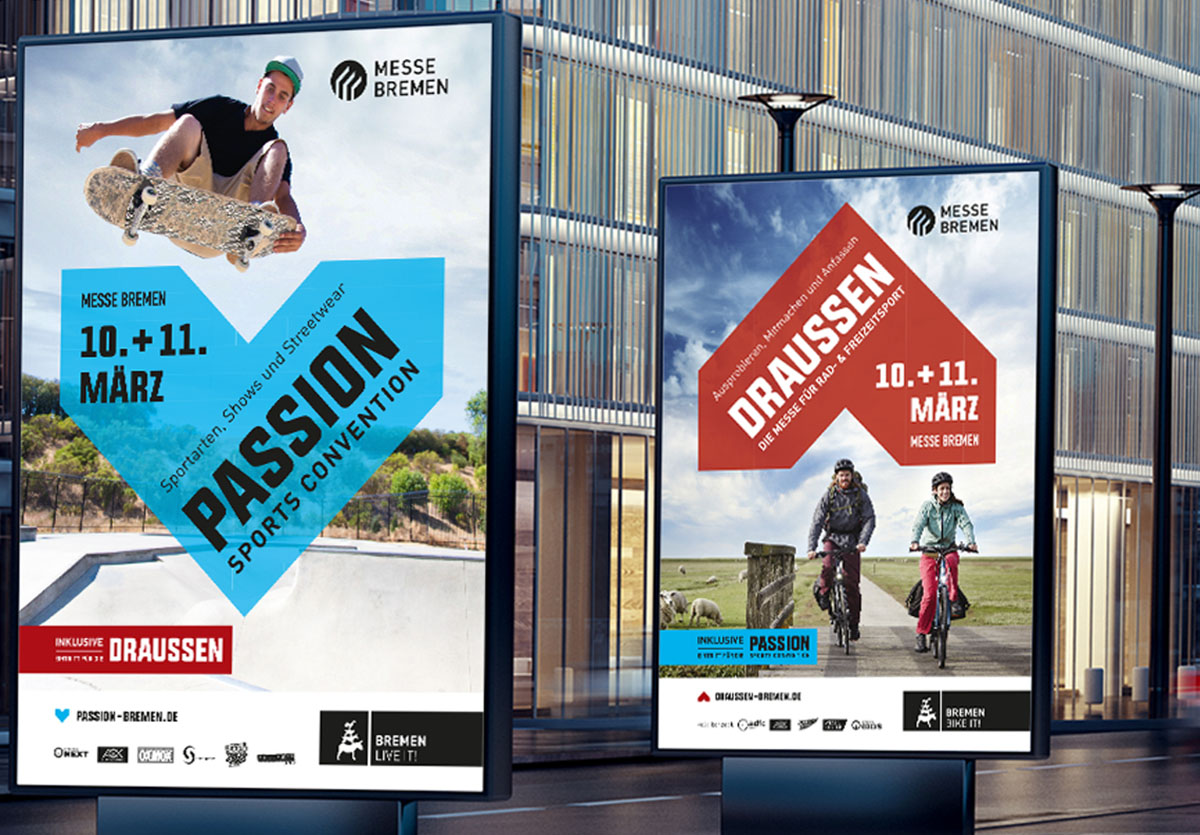 MESSE
BREMEN
MESSE BREMEN
10. + 11.
MÄRZ
Sportarten, Shows und Streetwear
PASSION
SPORTS CONVENTION
INKLUSIVE
DRAUSSEN
PASSION-BREMEN.DE
NEXT
BREMEN
LIVE IT!
MESSE
BREMEN
Ausprobieren, Mitmachen und Anfassen
DRAUSSEN
DIE MESSE FÜR RAD- & FREIZEITSPORT
10. + 11.
MÄRZ
MESSE BREMEN
INKLUSIVE
PASSION
SPORTS CONVENTION
DRAUSSEN-BREMEN.DE
adfc
BREMEN
BIKE IT!